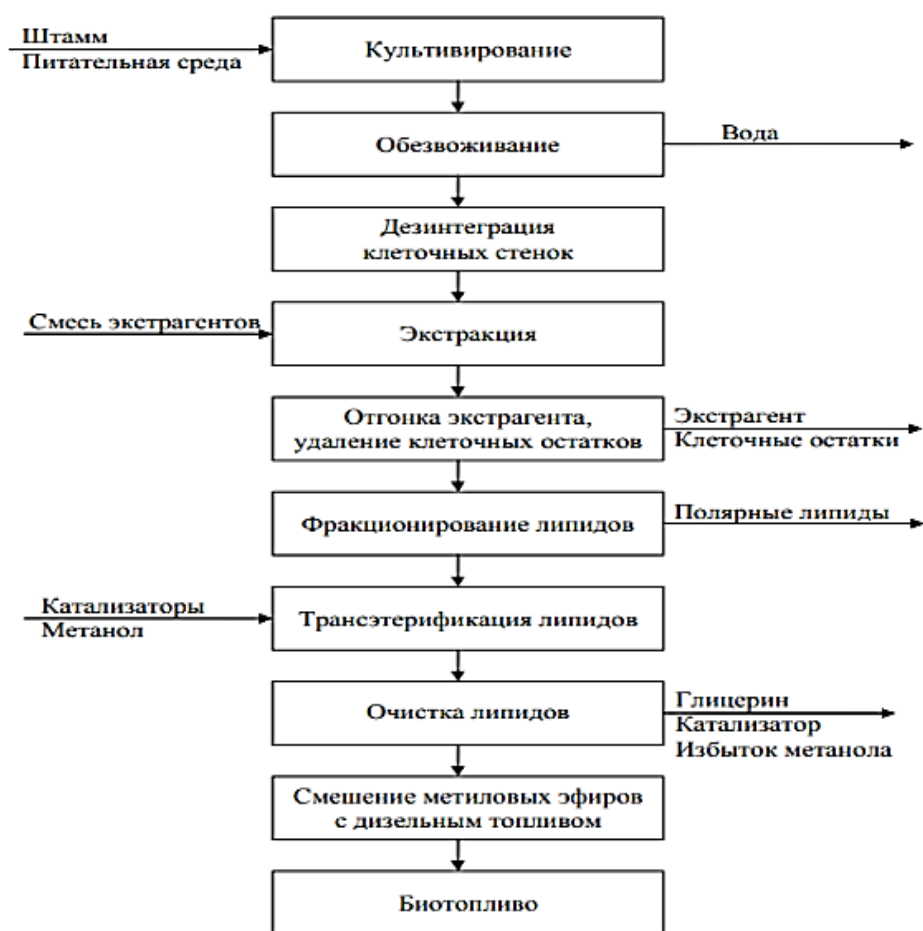 Штамм
Питательная среда
Культивирование
Обезвоживание
Вода
Дезинтеграция
клеточных стенок
Смесь экстрагентов
Экстракция
Отгонка экстрагента,
удаление клеточных остатков
Экстрагент
Клеточные остатки
Фракционирование липидов
Полярные липиды
Катализаторы
Метанол
Трансэтерификация липидов
Очистка липидов
Глицерин
Катализатор
Избыток метанола
Смешение метиловых эфиров
с дизельным топливом
Биотопливо